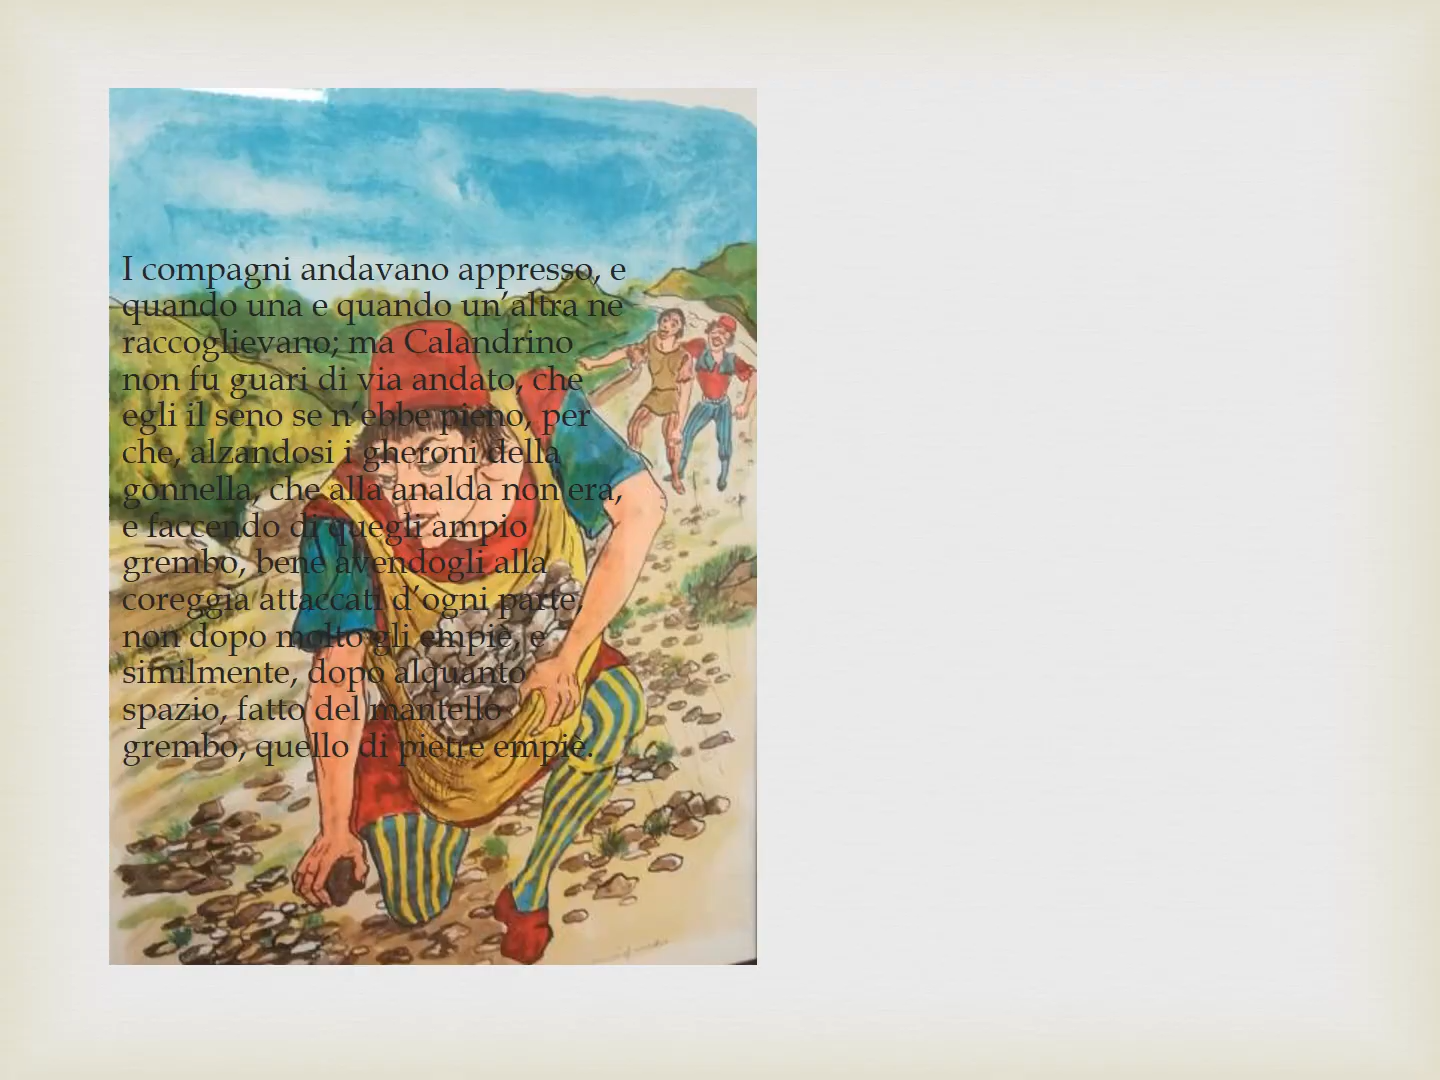 I compagni andavano appresso, e
quando una e quando un’altra ne
raccoglievano; ma Calandrino
non fu guari di via andato, che
egli il seno se n’ebbe pieno, per
che, alzandosi i gheroni della
gonnella, che alla analda non era,
e faccendo di quegli ampio
grembo, bene avendogli alla
coreggia attaccati d’ogni parte,
non dopo molto gli empiè, e
similmente, dopo alquanto
spazio, fatto del mantello
grembo, quello di pietre empiè.